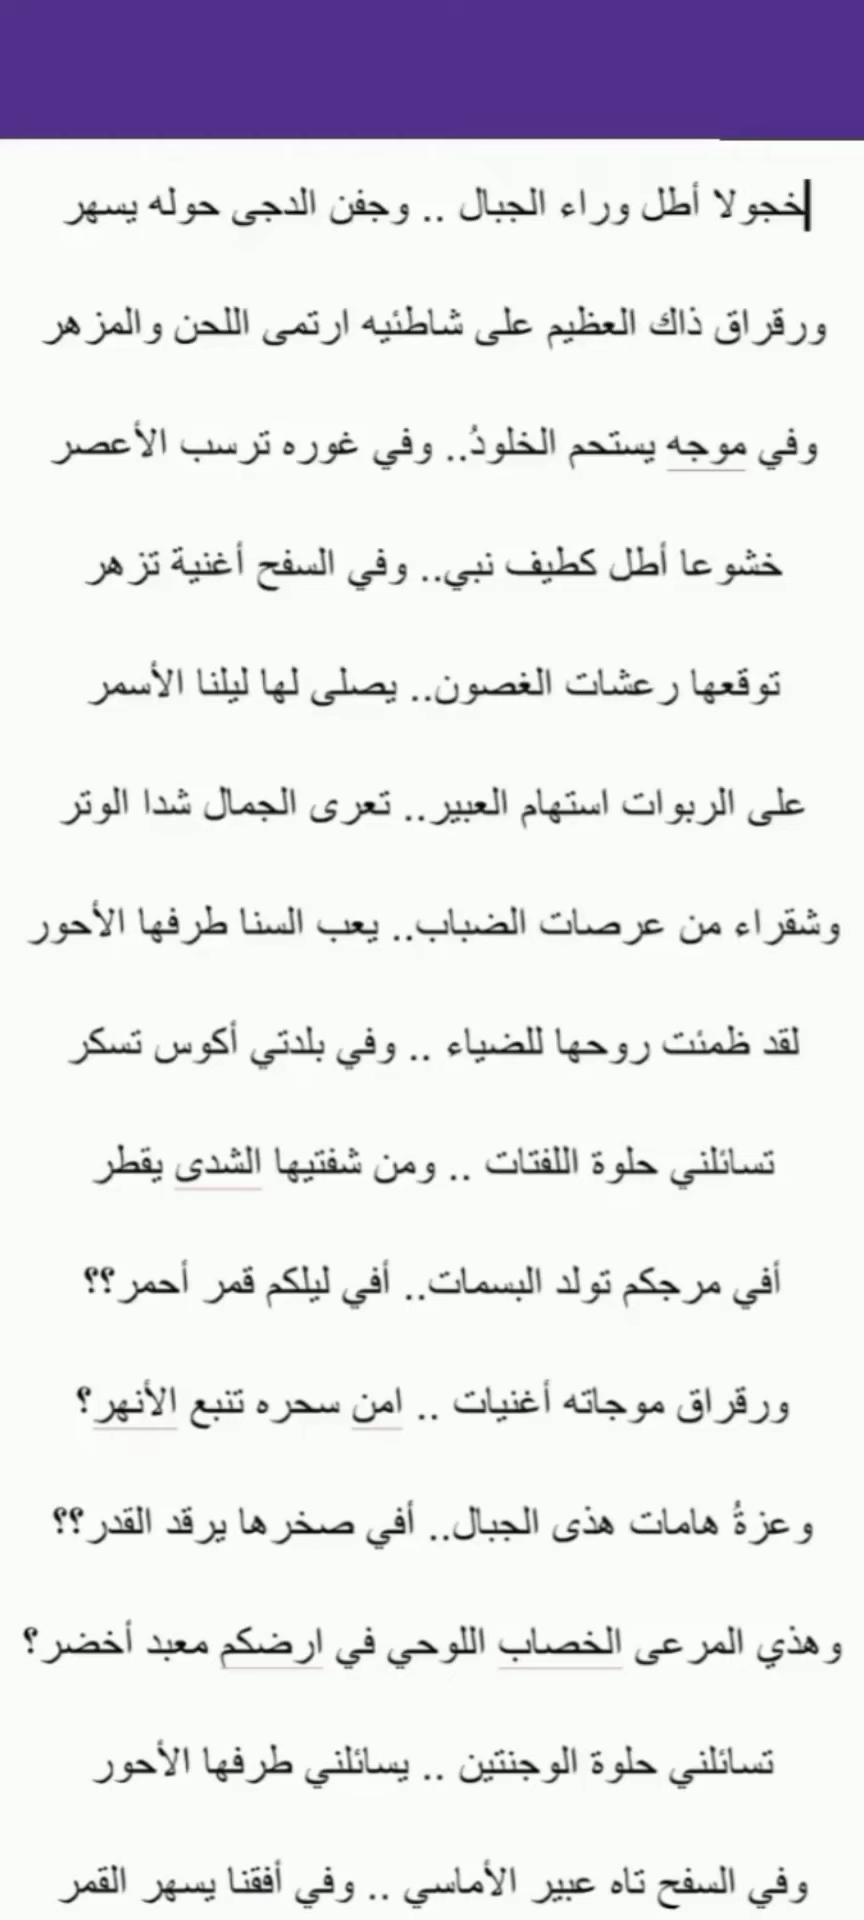 خجولا أطل وراء الجبال .. وجفن الدجى حوله يسهر
ورقراق ذاك العظيم على شاطئيه ارتمى اللحن والمزهر
وفي موجه يستحم الخلودُ.. وفي غوره ترسب الأعصر
خشوعا أطل كطيف نبي.. وفي السفح أغنية تزهر
توقعها رعشات الغصون.. يصلى لها ليلنا الأسمر
على الربوات استهام العبير.. تعرى الجمال شدا الوتر
وشقراء من عرصات الضباب.. يعب السنا طرفها الأحور
لقد ظمئت روحها للضياء .. وفي بلدتي أكوس تسكر
تسائلني حلوة اللفتات .. ومن شفتيها الشدى يقطر
أفي مرجكم تولد البسمات.. أفي ليلكم قمر أحمر؟؟
ورقراق موجاته أغنيات .. امن سحره تنبع الأنهر؟
وعزةُ هامات هذى الجبال.. أفي صخرها يرقد القدر؟؟
وهذي المرعى الخصاب اللوحي في ارضكم معبد أخضر؟
تسائلني حلوة الوجنتين .. يسائلني طرفها الأحور
وفي السفح تاه عبير الأماسي .. وفي أفقنا يسهر القمر